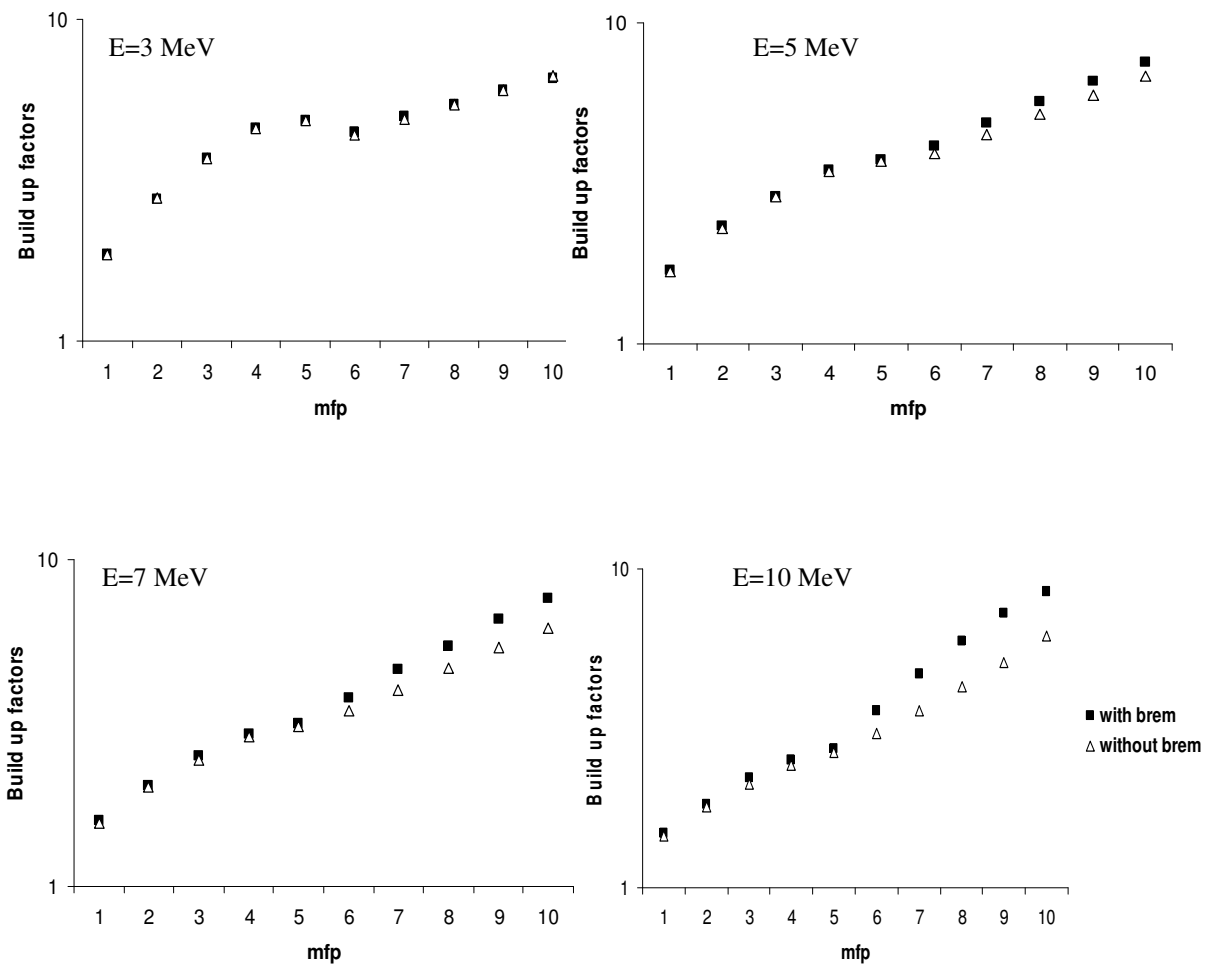 10
E=3 MeV
Build up factors
1
1 2 3 4 5 6 7 8 9 10
mfp
10
E=5 MeV
Build up factors
1
1 2 3 4 5 6 7 8 9 10
mfp
10
E=7 MeV
Build up factors
1
1 2 3 4 5 6 7 8 9 10
mfp
10
E=10 MeV
Build up factors
1
1 2 3 4 5 6 7 8 9 10
mfp
with brem
without brem